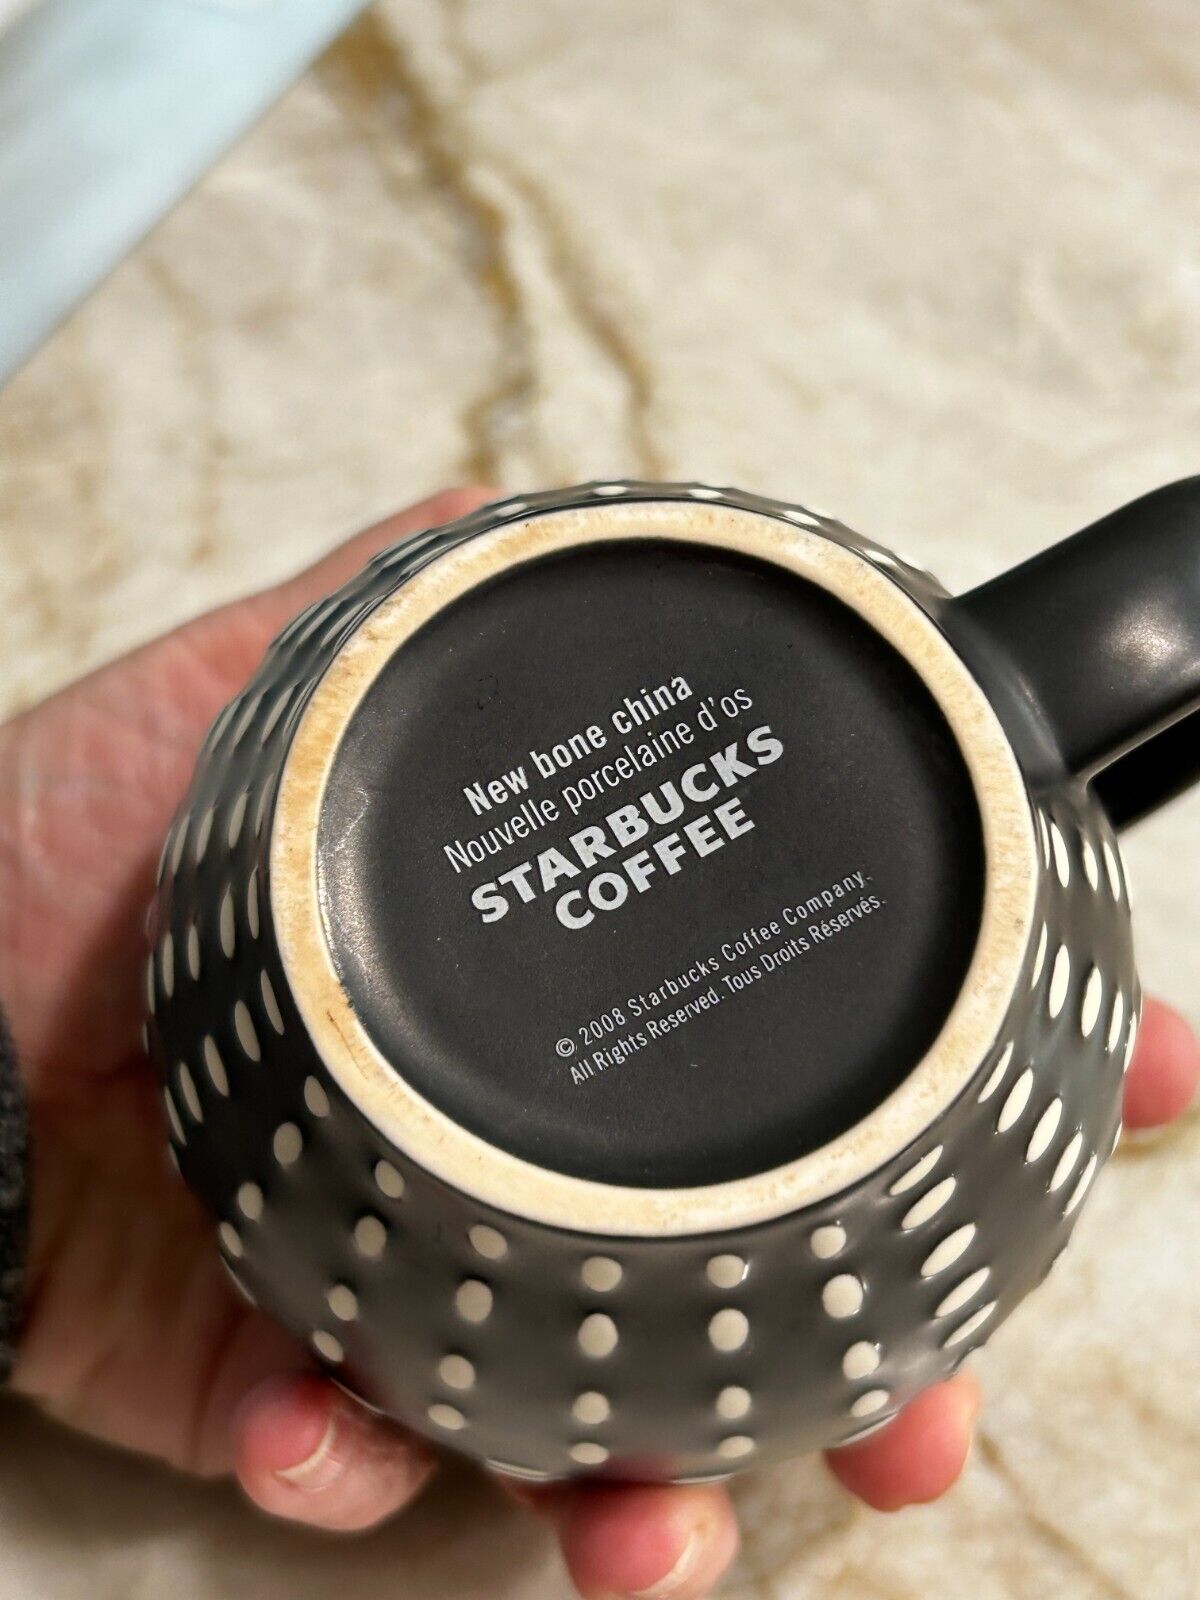 New bone china
Nouvelle porcelaine d'os
STARBUCKS
COFFEE
© 2008 Starbucks Coffee Company.
All Rights Reserved. Tous Droits Réservés.